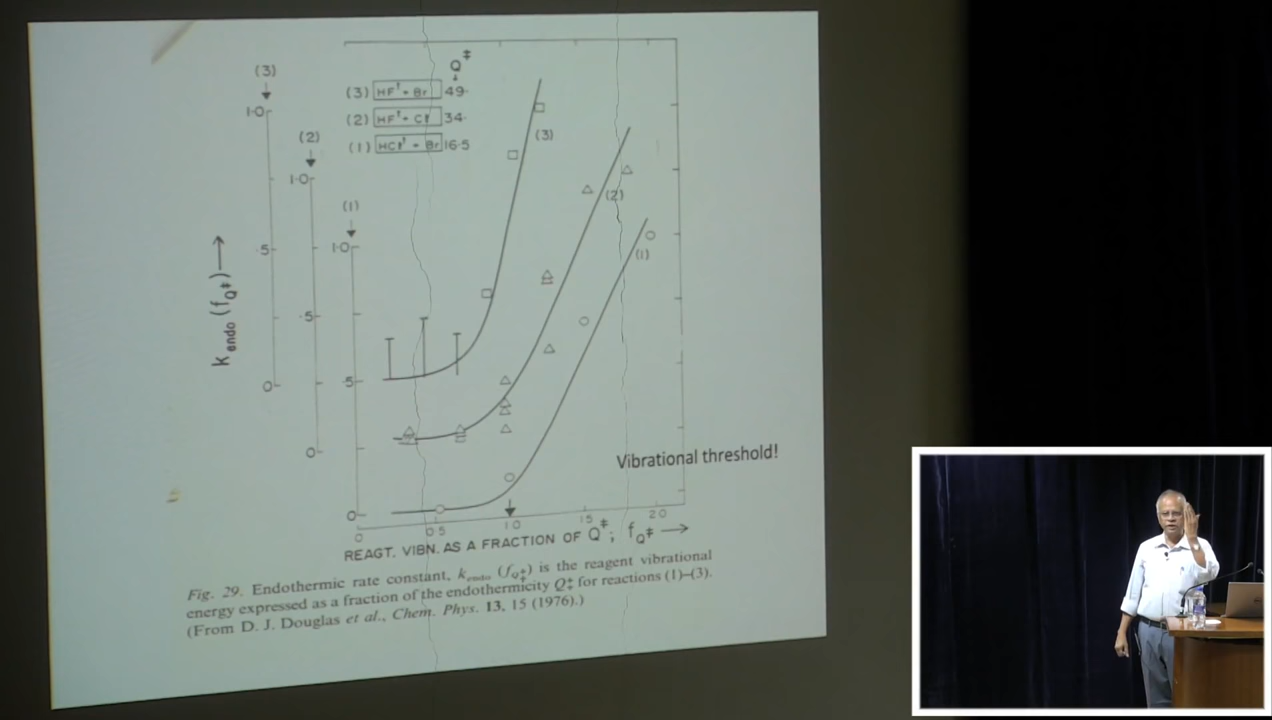 (3)
(2)
(1)
Q‡
(3) HF† + Br 49·
(2) HF† + Cl 34·
(1) HCl† + Br 16·5
1·0
·5
0
1·0
·5
0
1·0
·5
0
k endo (fQ‡) →
(3)
(2)
(1)
Vibrational threshold!
0 0 5 1 0 1 5 2 0
REAGT. VIBN. AS A FRACTION OF Q‡; fQ‡ →
Fig. 29. Endothermic rate constant, kendo (fQ‡) is the reagent vibrational
energy expressed as a fraction of the endothermicity Q‡ for reactions (1)–(3).
(From D. J. Douglas et al., Chem. Phys. 13, 15 (1976).)